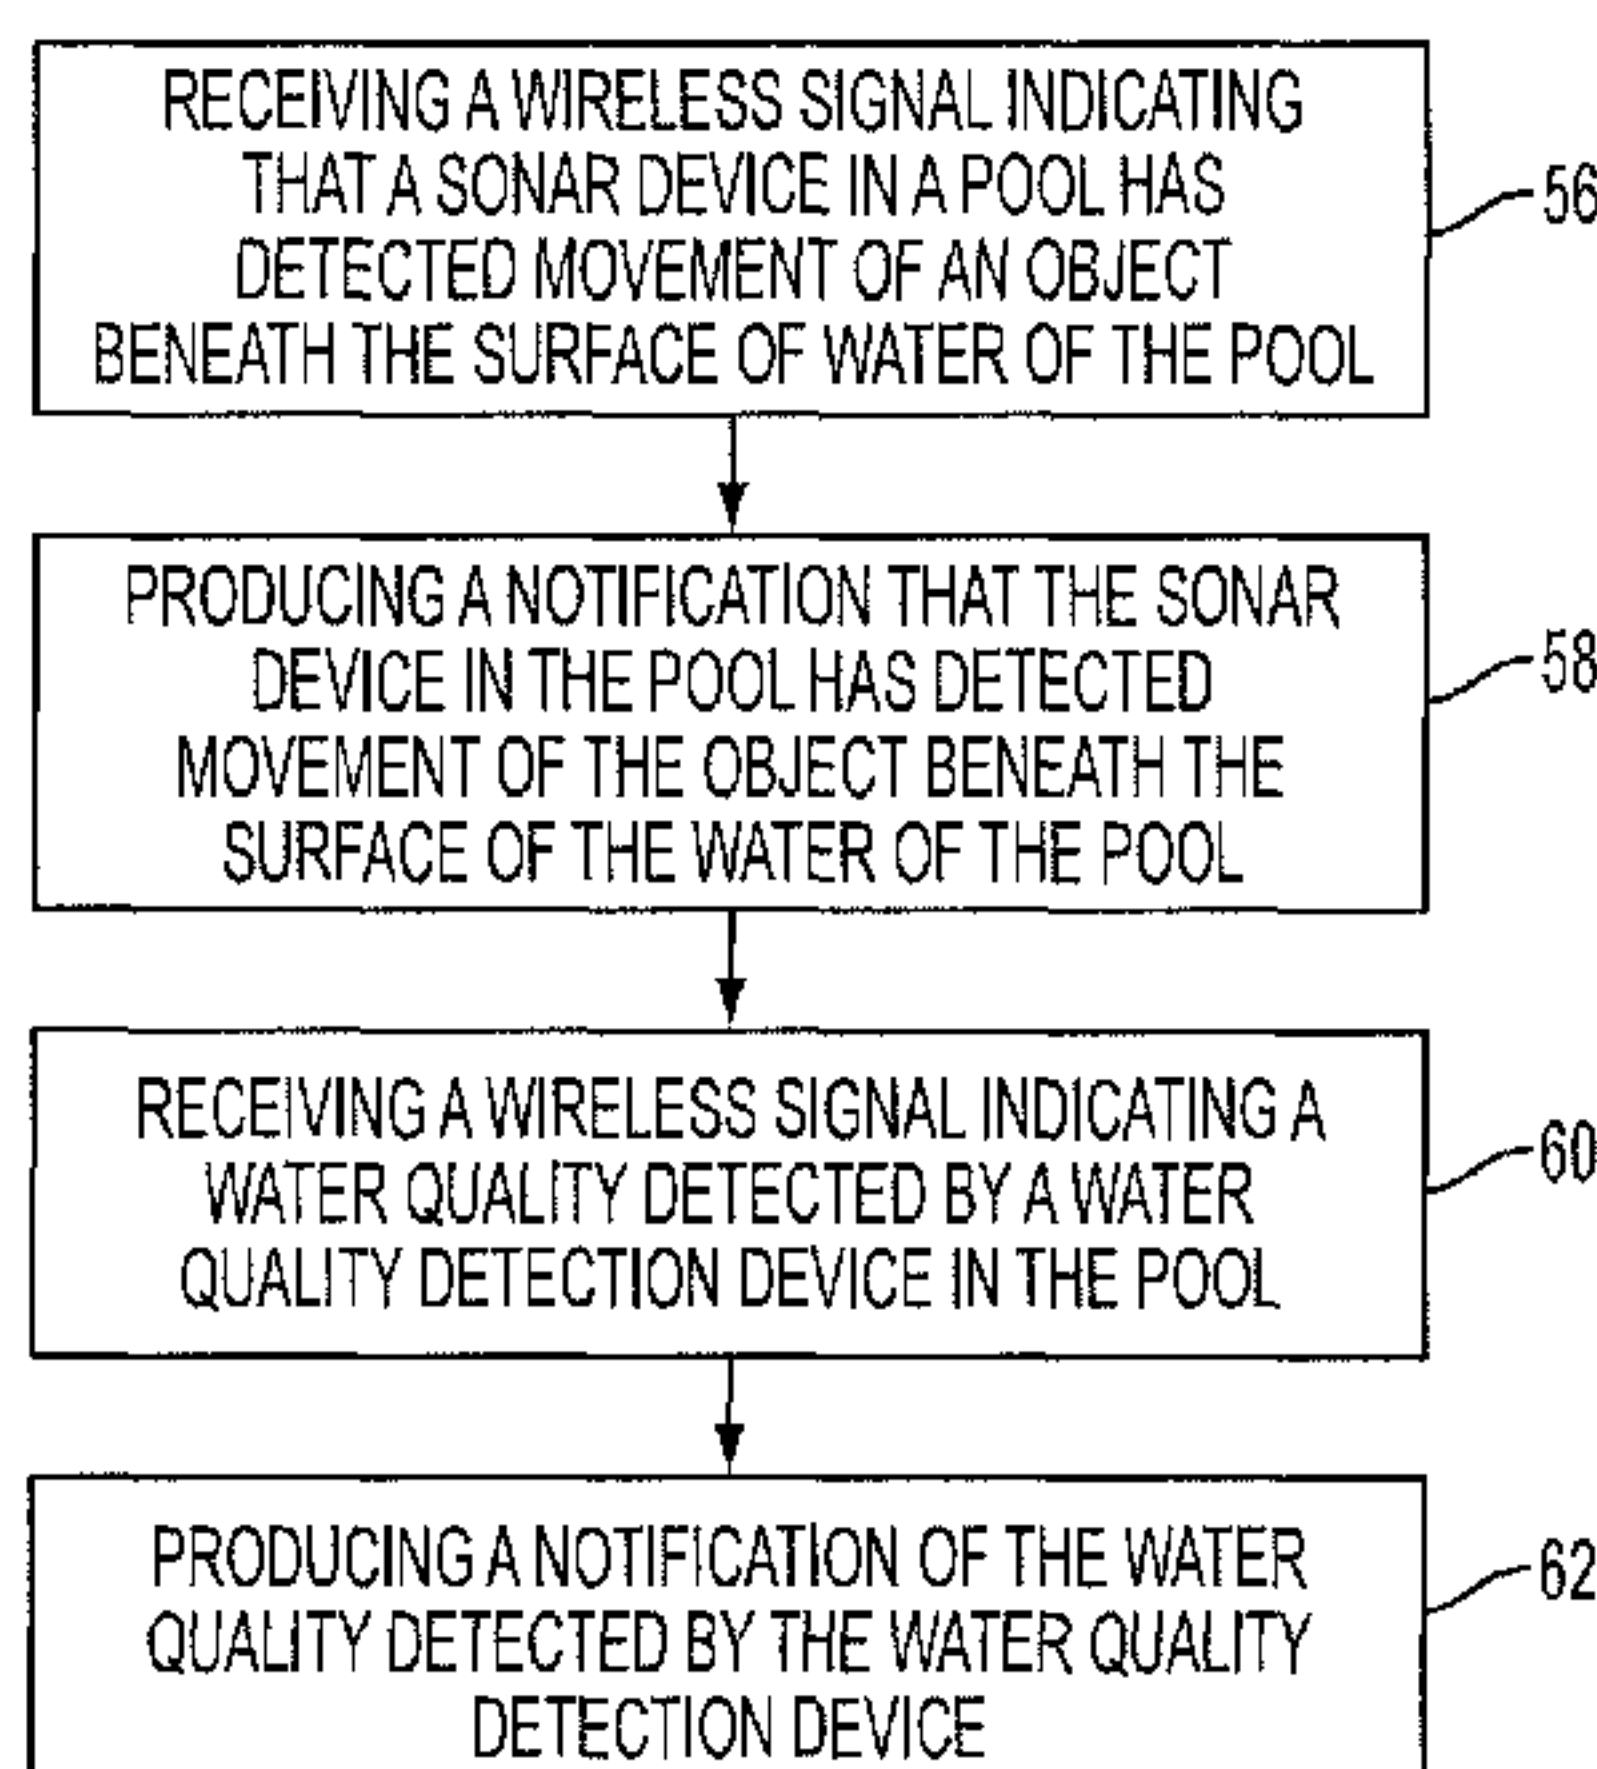 RECEIVING A WIRELESS SIGNAL INDICATING
THAT A SONAR DEVICE IN A POOL HAS
DETECTED MOVEMENT OF AN OBJECT
BENEATH THE SURFACE OF WATER OF THE POOL
56
PRODUCING A NOTIFICATION THAT THE SONAR
DEVICE IN THE POOL HAS DETECTED
MOVEMENT OF THE OBJECT BENEATH THE
SURFACE OF THE WATER OF THE POOL
58
RECEIVING A WIRELESS SIGNAL INDICATING A
WATER QUALITY DETECTED BY A WATER
QUALITY DETECTION DEVICE IN THE POOL
60
PRODUCING A NOTIFICATION OF THE WATER
QUALITY DETECTED BY THE WATER QUALITY
DETECTION DEVICE
62